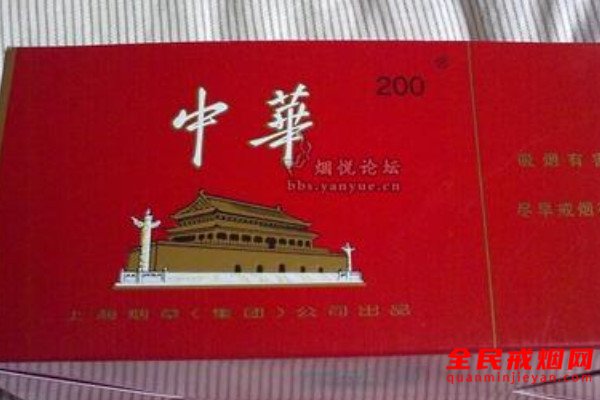 200
中華
烟悦论坛
bbs.yanyue.cn
吸烟有害
尽早戒烟
上海烟草(集团)公司出品
全民戒烟网
quanminjieyan.com